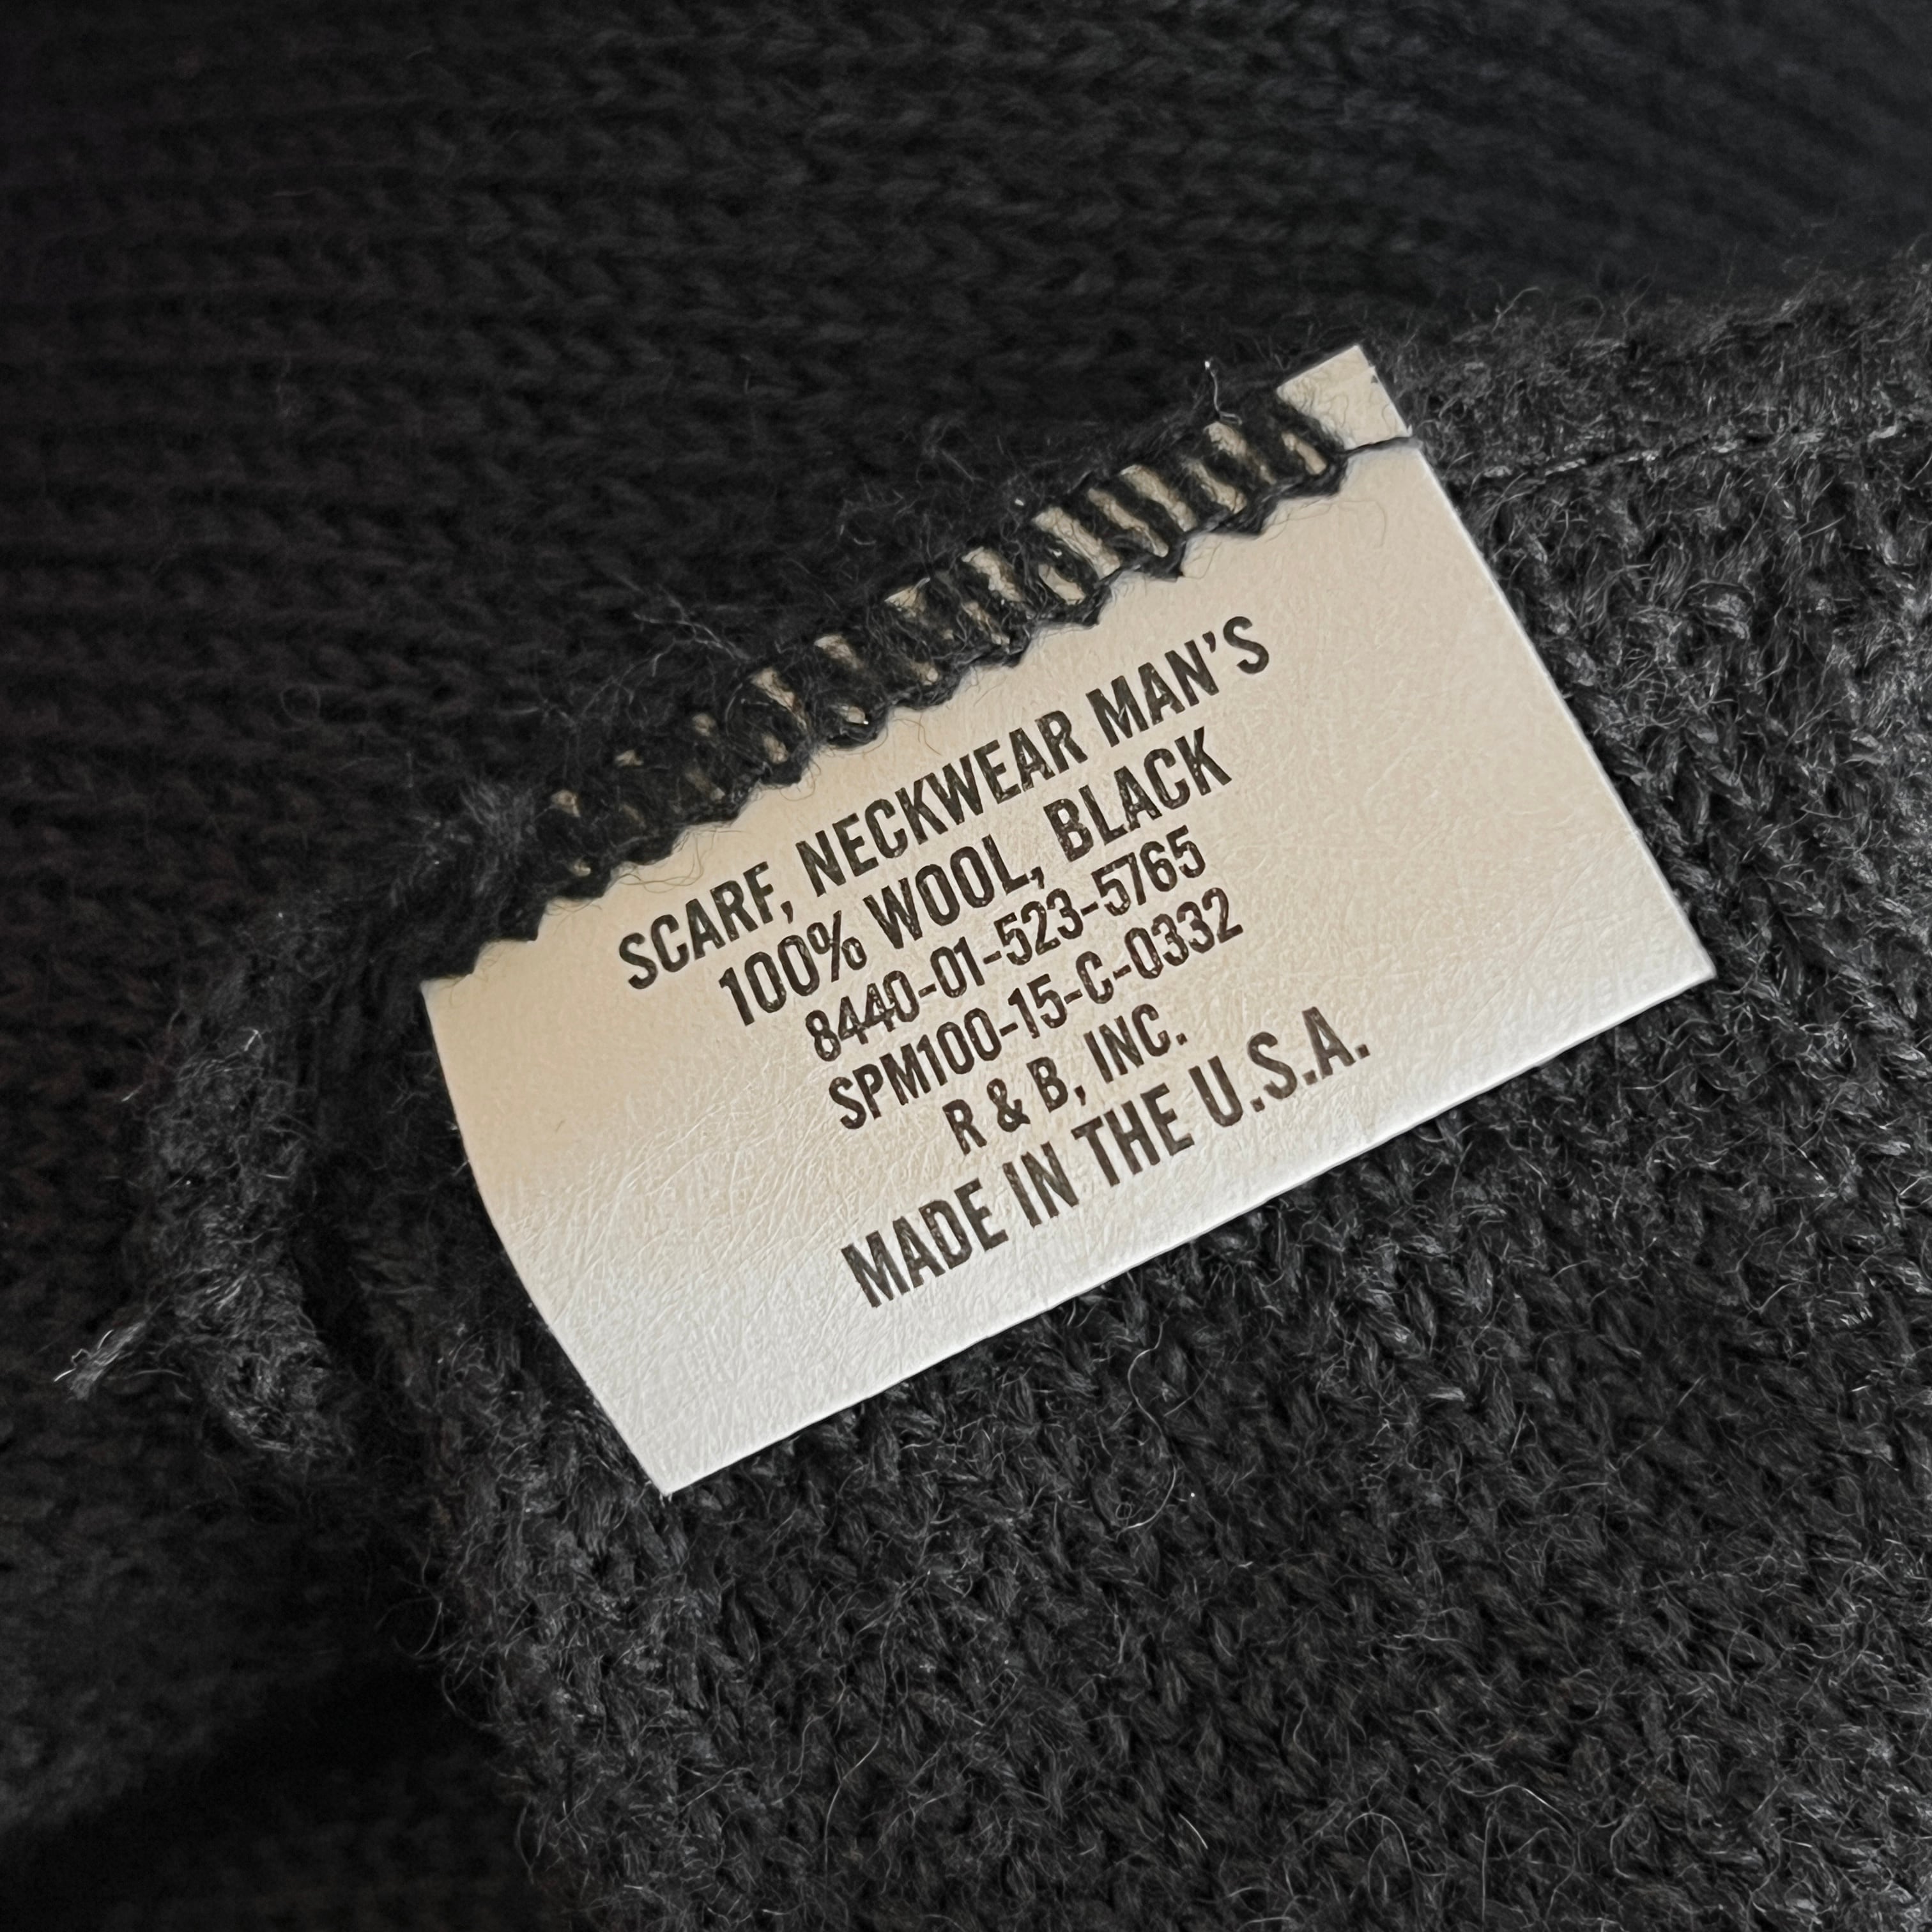 SCARF, NECKWEAR MAN'S
100% WOOL, BLACK
8440-01-523-5765
SPM100-15-C-0332
R & B, INC.
MADE IN THE U.S.A.